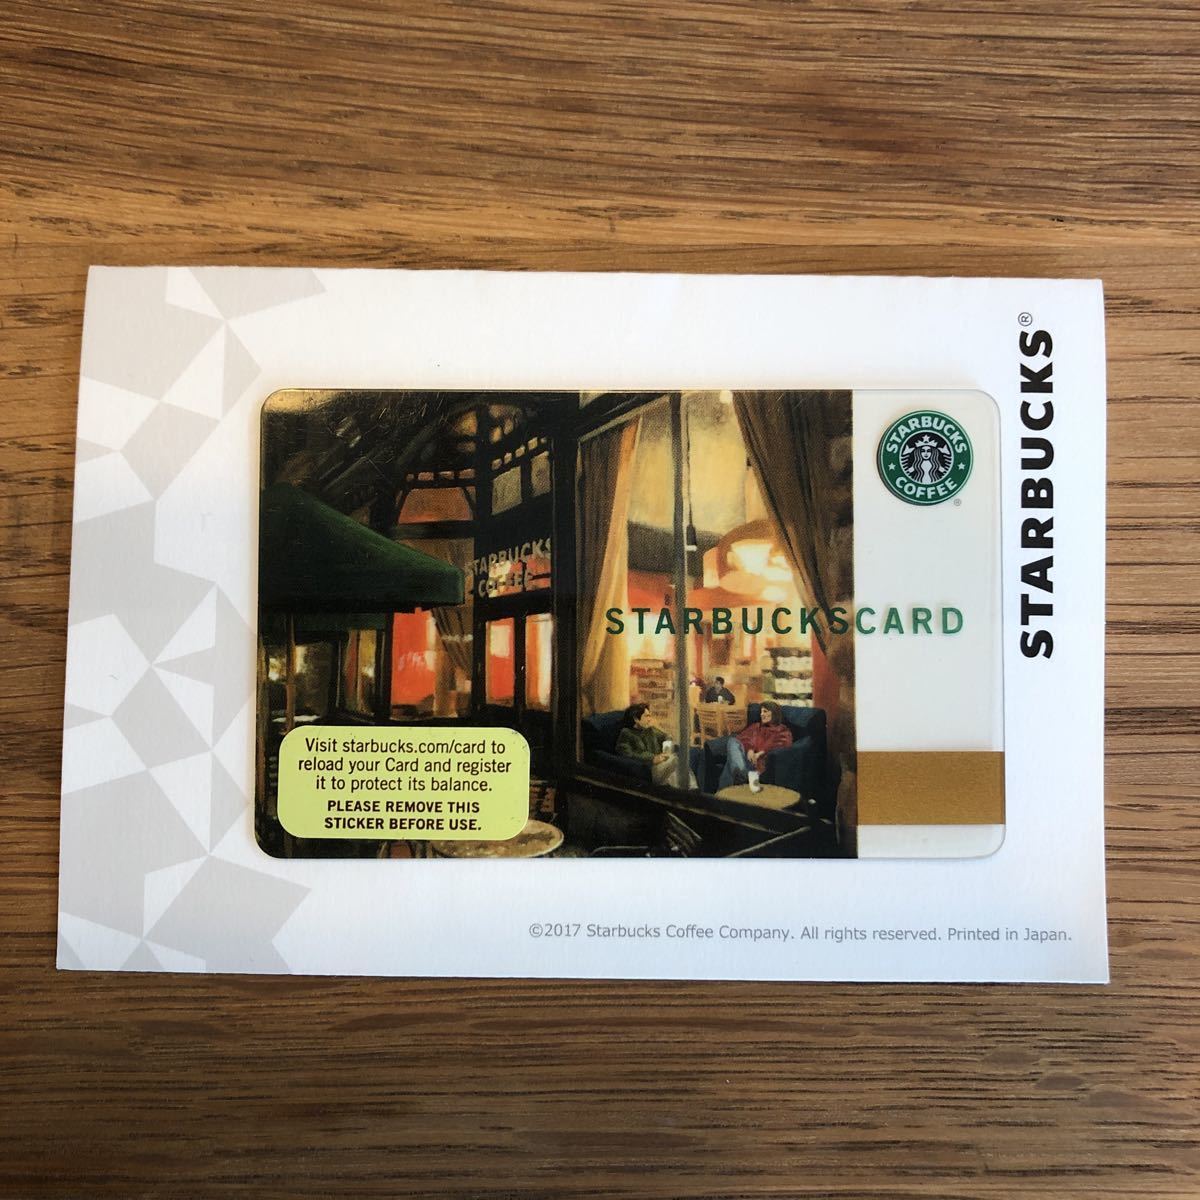 STARBUCKS®
STARBUCKS
COFFEE
®
STARBUCKS
COFFEE
STARBUCKSCARD
Visit starbucks.com/card to
reload your Card and register
it to protect its balance.
PLEASE REMOVE THIS
STICKER BEFORE USE.
©2017 Starbucks Coffee Company. All rights reserved. Printed in Japan.